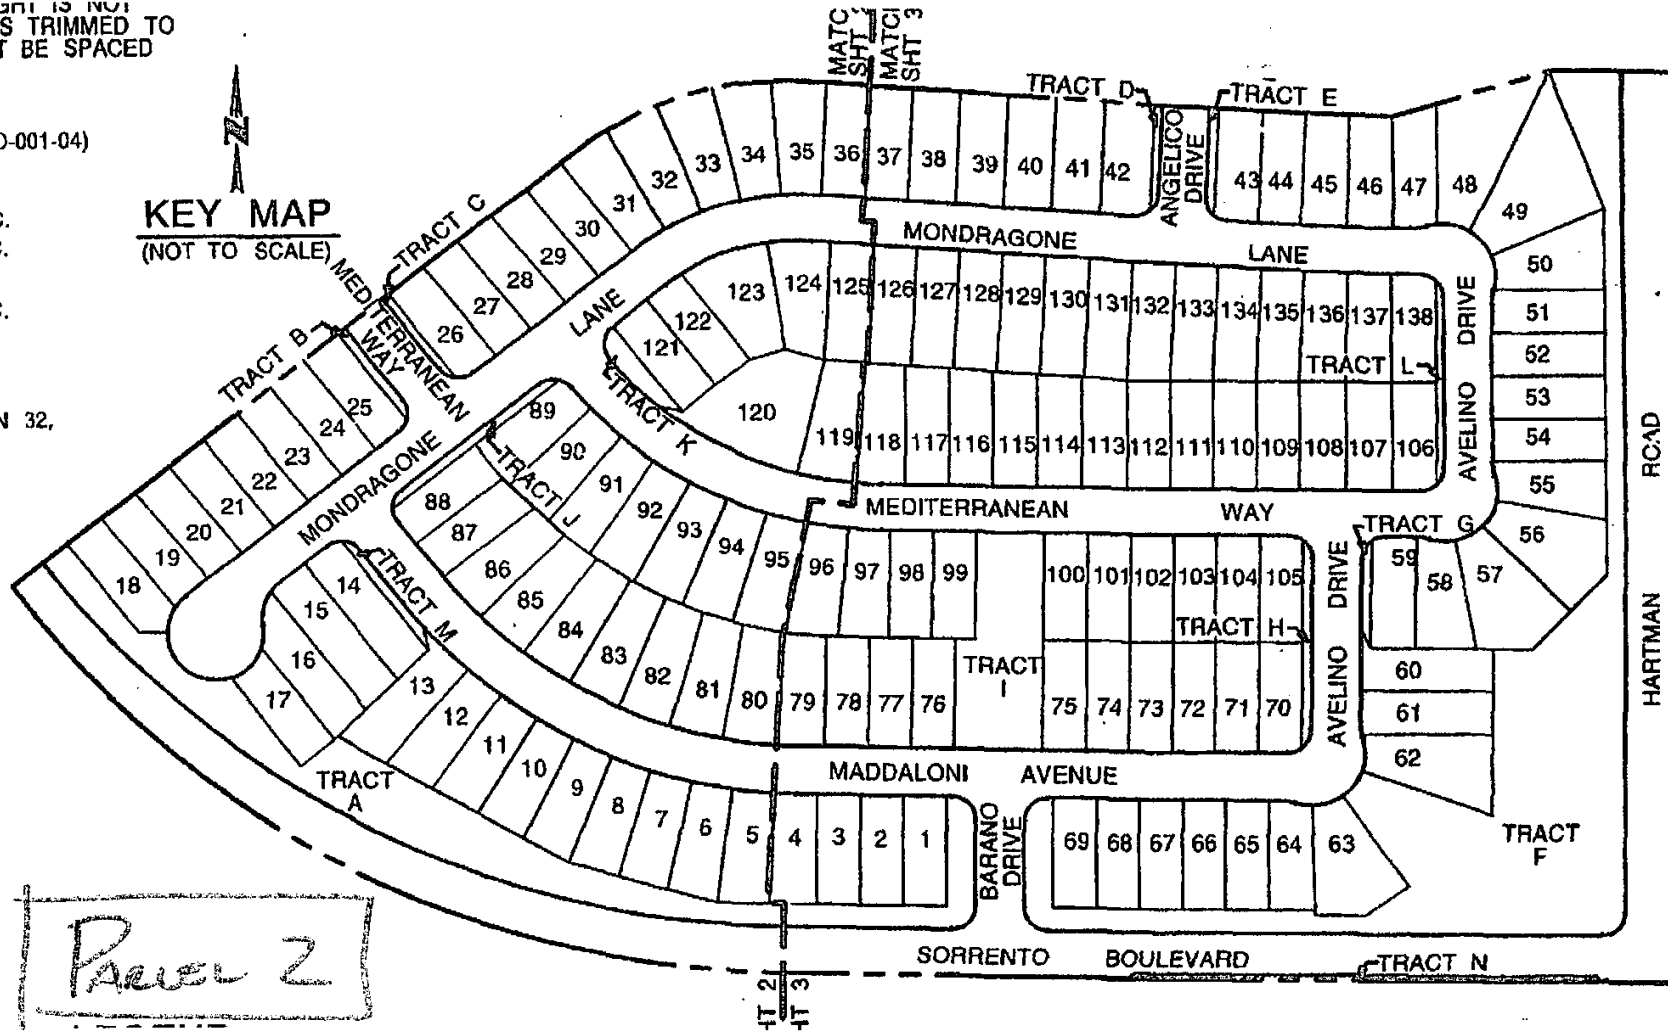 GHT IS NOT
S TRIMMED TO
T BE SPACED
D-001-04)
C.
C.
C.
N 32,
KEY MAP
(NOT TO SCALE)
N
MATC
SHT
MATC
SHT 3
TRACT D
TRACT E
ANGELICO
DRIVE
TRACT C
MEDITERRANEAN
WAY
TRACT B
34 35 36 37 38 39 40 41 42
43 44 45 46 47 48 49
33
32
31
30
29
28
27
26
MONDRAGONE LANE
LANE
50
51
52
53
54
55
56
57
58
59
AVELINO DRIVE
HARTMAN ROAD
123 124 125 126 127 128 129 130 131 132 133 134 135 136 137 138
122
121
TRACT L
TRACT K
120
119 118 117 116 115 114 113 112 111 110 109 108 107 106
25
24
23
22
21
20
19
18
MONDRAGONE
89
90
91
92
93
94
95
96 97 98 99
TRACT J
MEDITERRANEAN WAY
TRACT G
100 101 102 103 104 105
TRACT H
AVELINO DRIVE
88
87
86
85
84
83
82
81
80
79 78 77 76
TRACT
I
75 74 73 72 71 70
60
61
62
14
15
16
17
TRACT M
13
12
11
10
9
8
7
6
5
4 3 2 1
MADDALONI AVENUE
TRACT
A
BARANO
DRIVE
69 68 67 66 65 64 63
TRACT
F
SORRENTO BOULEVARD
TRACT N
HT 2
HT 3
PARCEL 2